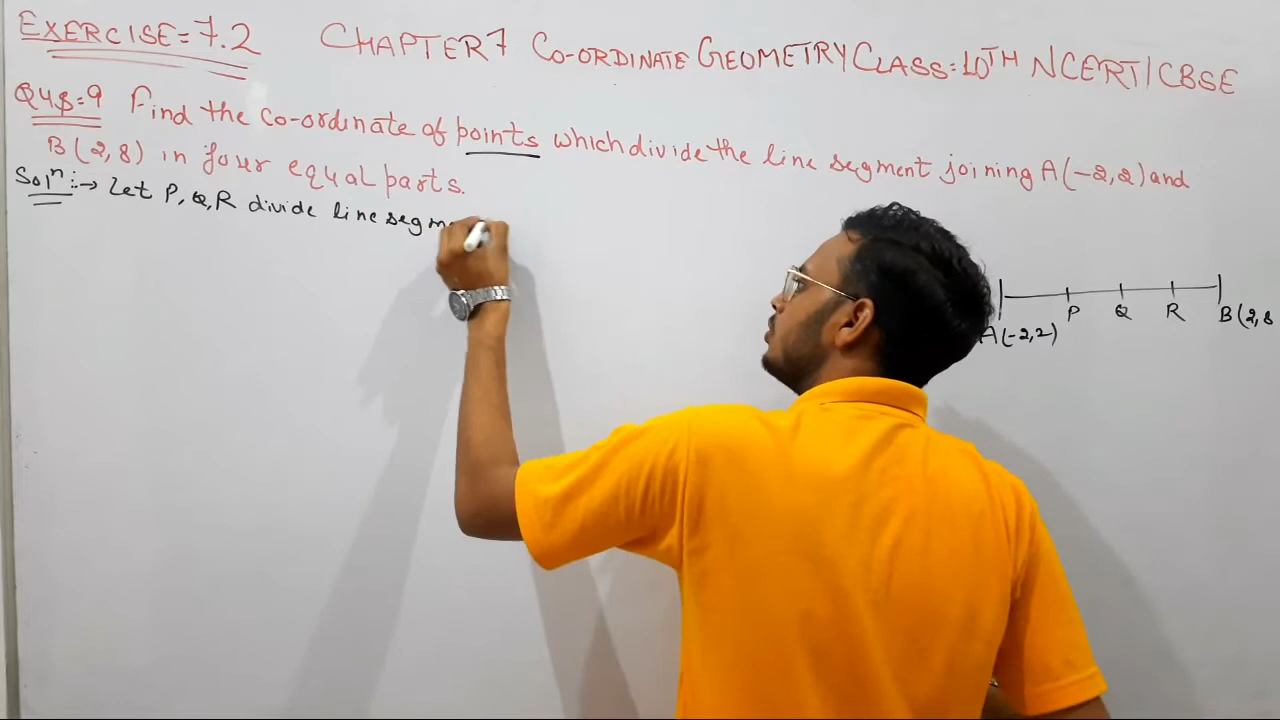 EXERCISE=7.2 CHAPTER7 CO-ORDINATE GEOMETRY CLASS:10TH NCERT/CBSE
QUS=9 Find the co-ordinate of points which divide the line segment joining A(-2,2) and
B(2,8) in four equal parts.
Solⁿ:→ Let P,Q,R divide line segm
P Q R B(2,8
A(-2,2)